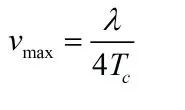 v_max = λ / 4T_c